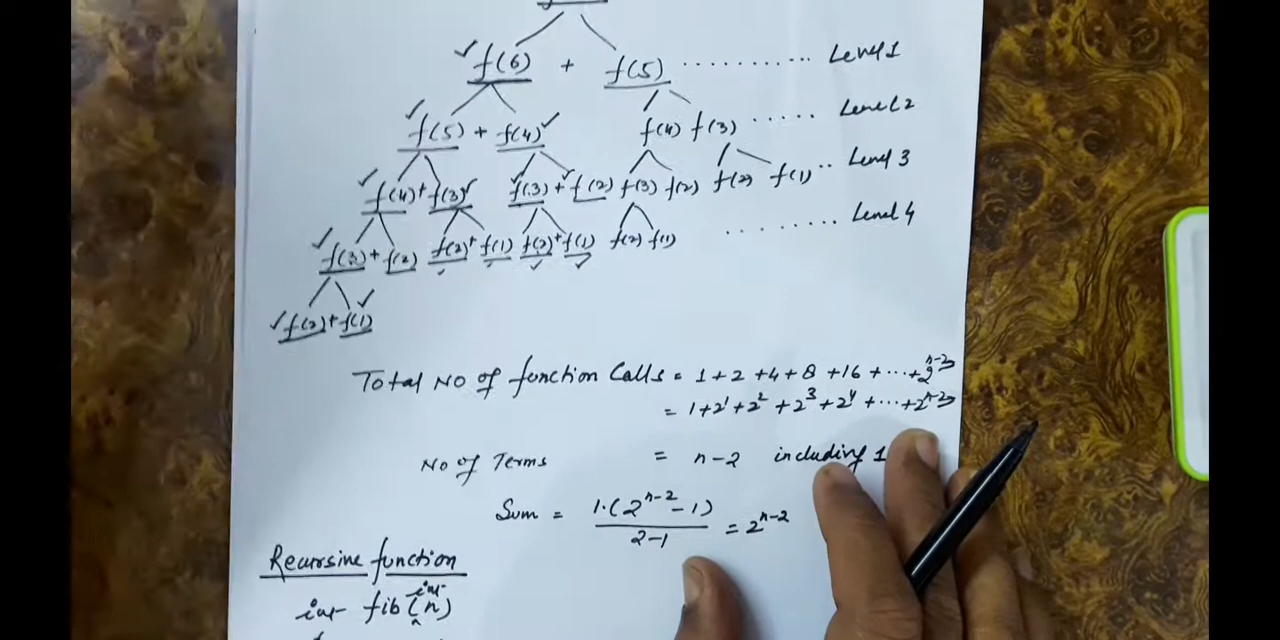 f(6) + f(5) .......... Level 1
f(5) + f(4) f(4) f(3) ..... Level 2
f(4) + f(3) f(3) + f(2) f(3) f(2) f(2) f(1) .. Level 3
f(3) + f(2) f(2) + f(1) f(2) + f(1) f(2) f(1) ........ Level 4
f(2) + f(1)
Total No of function Calls = 1 + 2 + 4 + 8 + 16 + ... + 2^n-2
= 1 + 2^1 + 2^2 + 2^3 + 2^4 + ... + 2^n-2
No of Terms = n-2 including 1
Sum = 1.(2^n-2 - 1) / 2-1 = 2^n-2
Recursive function
int fib(int n)